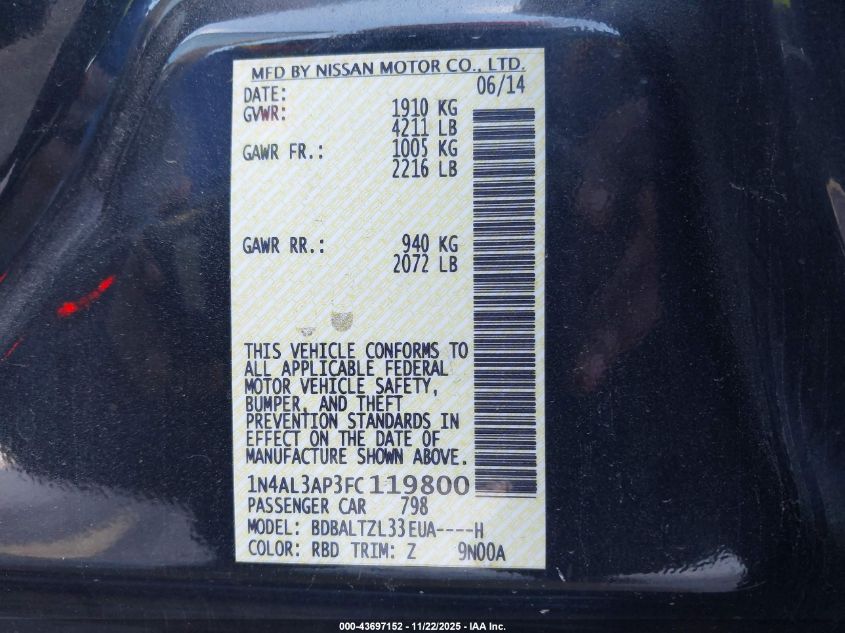 MFD BY NISSAN MOTOR CO., LTD.
DATE: 06/14
GVWR: 1910 KG
4211 LB
GAWR FR.: 1005 KG
2216 LB
GAWR RR.: 940 KG
2072 LB
THIS VEHICLE CONFORMS TO
ALL APPLICABLE FEDERAL
MOTOR VEHICLE SAFETY,
BUMPER, AND THEFT
PREVENTION STANDARDS IN
EFFECT ON THE DATE OF
MANUFACTURE SHOWN ABOVE.
1N4AL3AP3FC119800
PASSENGER CAR 798
MODEL: BDBALTZL33EUA----H
COLOR: RBD TRIM: Z 9N00A
000-43697152 - 11/22/2025 - IAA Inc.